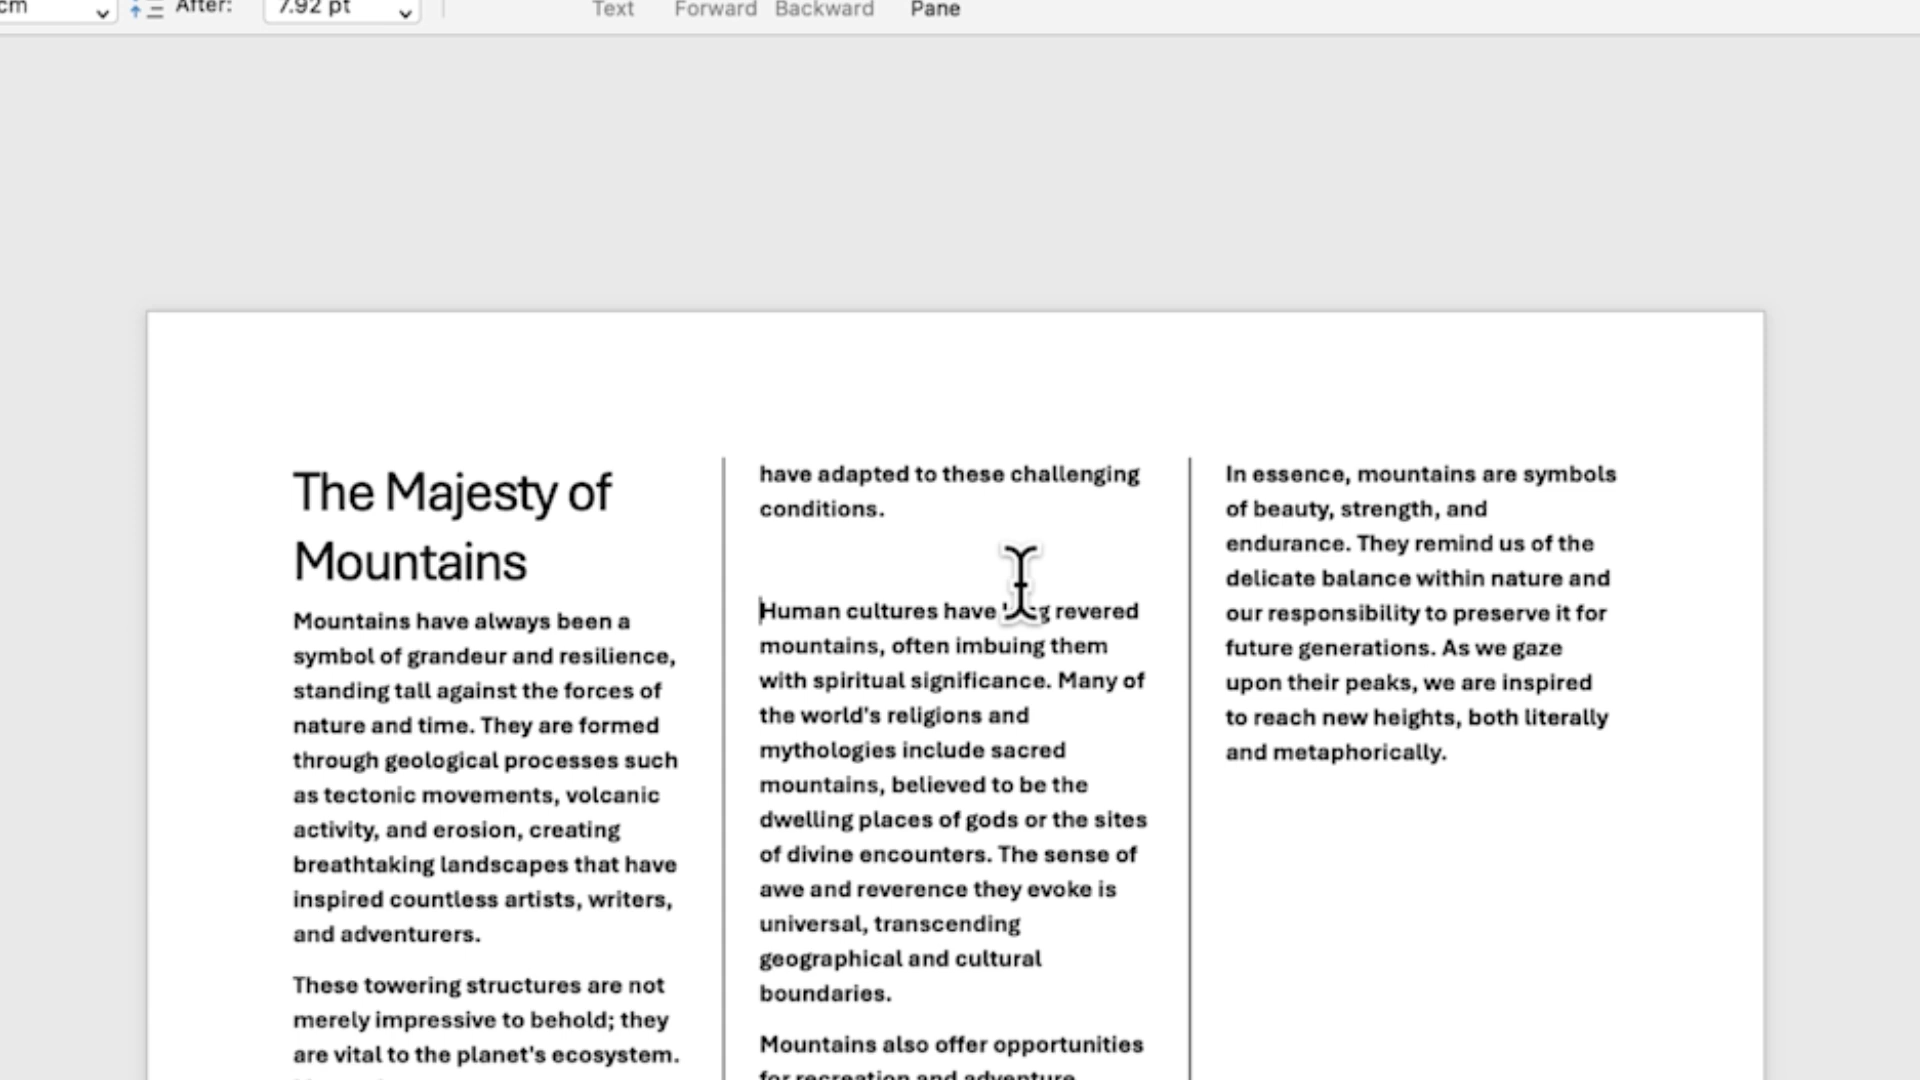 cm
After:
7.92 pt
Text
Forward
Backward
Pane
The Majesty of
Mountains
Mountains have always been a
symbol of grandeur and resilience,
standing tall against the forces of
nature and time. They are formed
through geological processes such
as tectonic movements, volcanic
activity, and erosion, creating
breathtaking landscapes that have
inspired countless artists, writers,
and adventurers.
These towering structures are not
merely impressive to behold; they
are vital to the planet's ecosystem.
have adapted to these challenging
conditions.
Human cultures have revered
mountains, often imbuing them
with spiritual significance. Many of
the world's religions and
mythologies include sacred
mountains, believed to be the
dwelling places of gods or the sites
of divine encounters. The sense of
awe and reverence they evoke is
universal, transcending
geographical and cultural
boundaries.
Mountains also offer opportunities
for recreation and adventure
In essence, mountains are symbols
of beauty, strength, and
endurance. They remind us of the
delicate balance within nature and
our responsibility to preserve it for
future generations. As we gaze
upon their peaks, we are inspired
to reach new heights, both literally
and metaphorically.